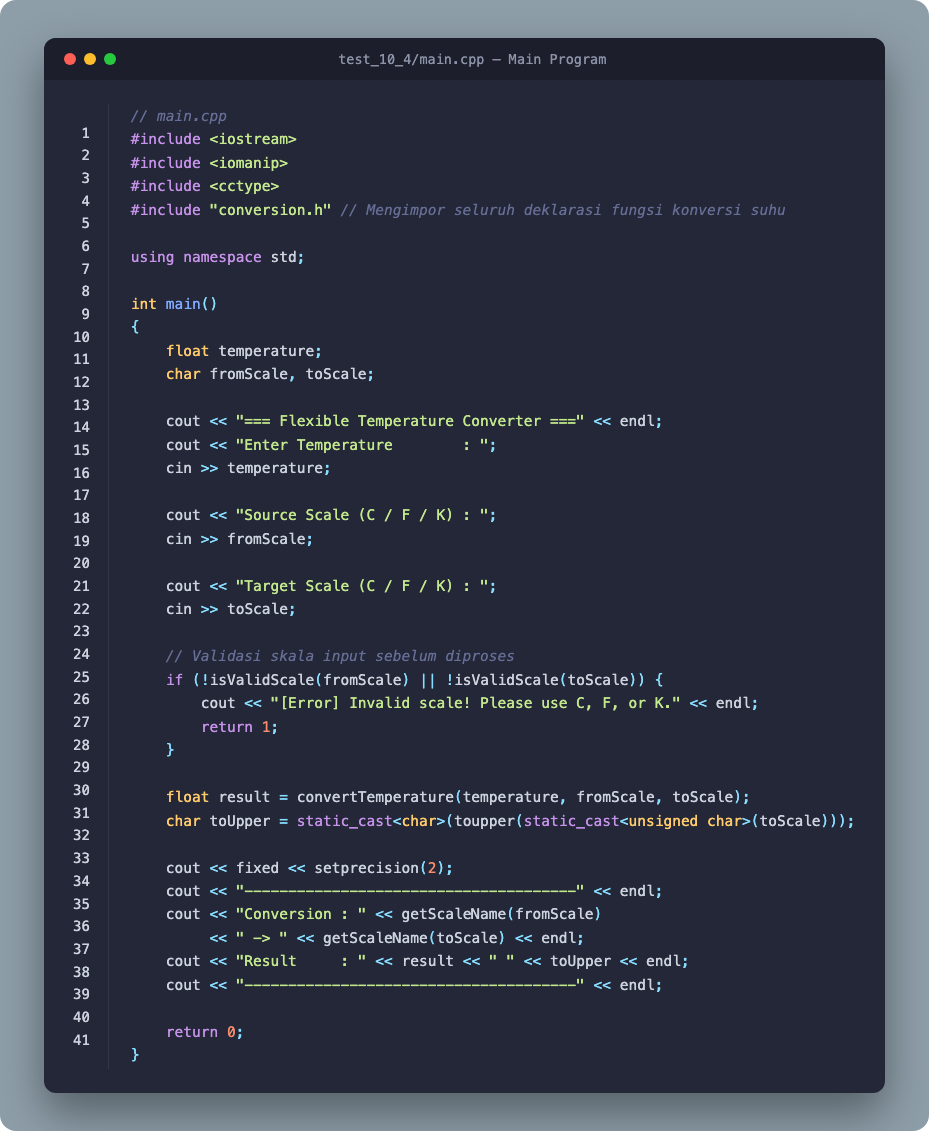 test_10_4/main.cpp — Main Program
// main.cpp
1
#include <iostream>
2
#include <iomanip>
3
#include <cctype>
4
#include "conversion.h" // Mengimpor seluruh deklarasi fungsi konversi suhu
5
6
using namespace std;
7
8
int main()
9
{
10
float temperature;
11
char fromScale, toScale;
12
13
cout << "=== Flexible Temperature Converter ===" << endl;
14
cout << "Enter Temperature        : ";
15
cin >> temperature;
16
17
cout << "Source Scale (C / F / K) : ";
18
cin >> fromScale;
19
20
cout << "Target Scale (C / F / K) : ";
21
cin >> toScale;
22
23
// Validasi skala input sebelum diproses
24
if (!isValidScale(fromScale) || !isValidScale(toScale)) {
25
cout << "[Error] Invalid scale! Please use C, F, or K." << endl;
26
return 1;
27
}
28
29
float result = convertTemperature(temperature, fromScale, toScale);
30
char toUpper = static_cast<char>(toupper(static_cast<unsigned char>(toScale)));
31
32
cout << fixed << setprecision(2);
33
cout << "--------------------------------------" << endl;
34
cout << "Conversion : " << getScaleName(fromScale)
35
<< " -> " << getScaleName(toScale) << endl;
36
cout << "Result     : " << result << " " << toUpper << endl;
37
cout << "--------------------------------------" << endl;
38
39
return 0;
40
}
41